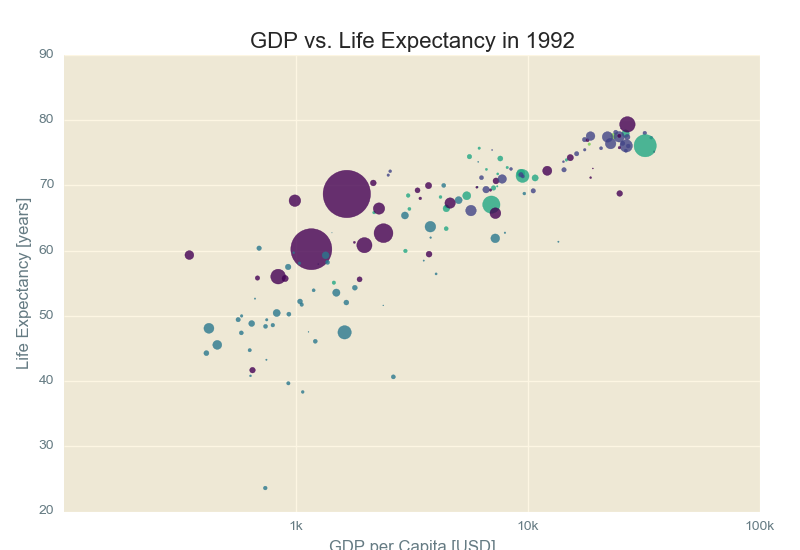 GDP vs. Life Expectancy in 1992
90
80
70
60
50
40
30
20
Life Expectancy [years]
1k
10k
100k
GDP per Capita [USD]